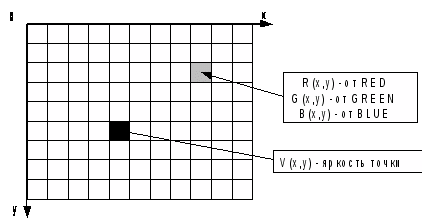 x
R (x,y) - от RED
G (x,y) - от GREEN
B (x,y) - от BLUE
V (x,y) - яркость точки
y